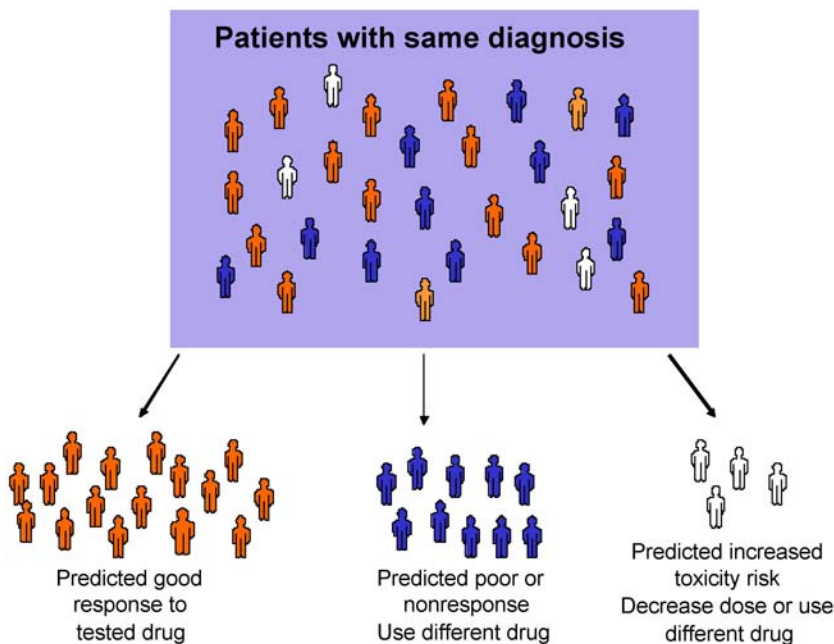 Patients with same diagnosis
Predicted good
response to
tested drug
Predicted poor or
nonresponse
Use different drug
Predicted increased
toxicity risk
Decrease dose or use
different drug